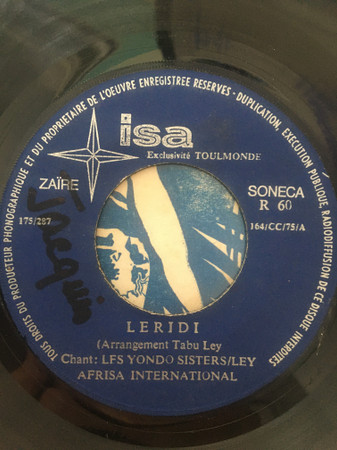 TOUS DROITS DU PRODUCTEUR PHONOGRAPHIQUE ET DU PROPRIETAIRE DE L'OEUVRE ENREGISTREE RESERVES - DUPLICATION, EXECUTION PUBLIQUE, RADIODIFFUSION DE CE DISQUE INTERDITES
isa
Exclusivité TOULMONDE
ZAÏRE
SONECA
R 60
175/287
164/CC/75/A
Jacquin
LERIDI
(Arrangement Tabu Ley
Chant: LFS YONDO SISTERS/LEY
AFRISA INTERNATIONAL